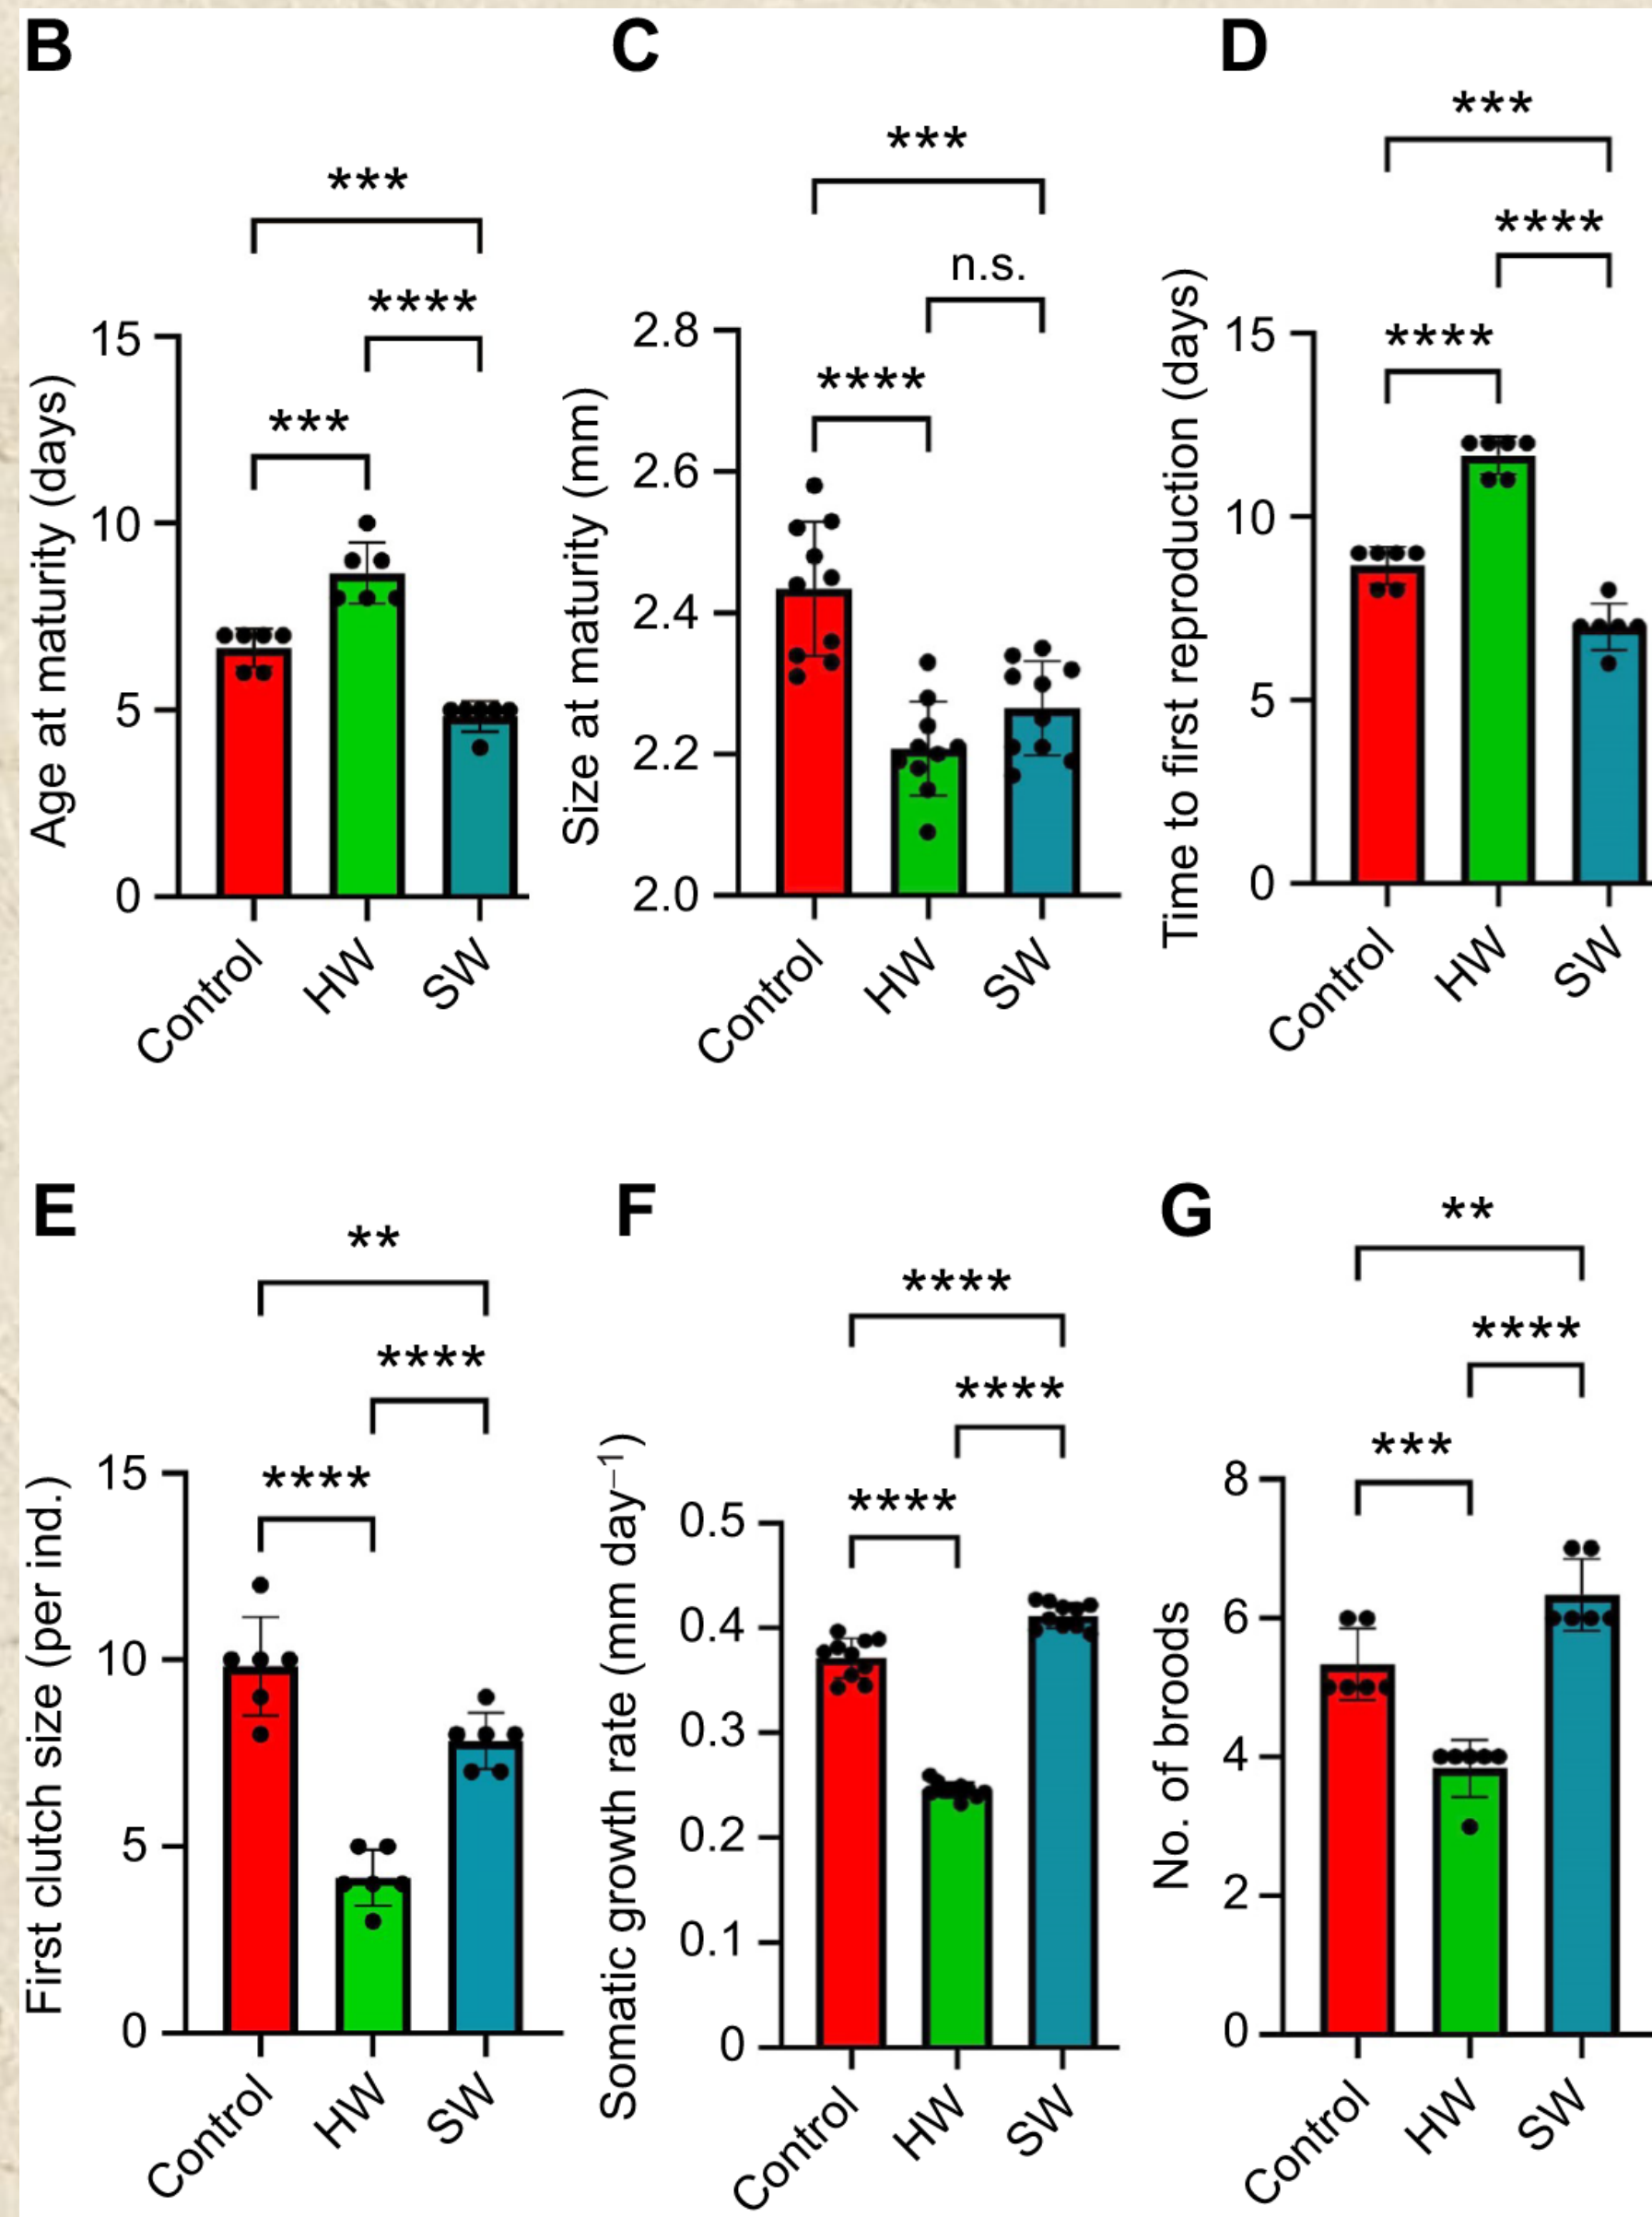 B
***
****
***
Age at maturity (days)
15
10
5
0
Control
HW
SW
C
***
n.s.
****
Size at maturity (mm)
2.8
2.6
2.4
2.2
2.0
Control
HW
SW
D
***
****
****
Time to first reproduction (days)
15
10
5
0
Control
HW
SW
E
**
****
****
First clutch size (per ind.)
15
10
5
0
Control
HW
SW
F
****
****
****
Somatic growth rate (mm day⁻¹)
0.5
0.4
0.3
0.2
0.1
0
Control
HW
SW
G
**
****
***
No. of broods
8
6
4
2
0
Control
HW
SW